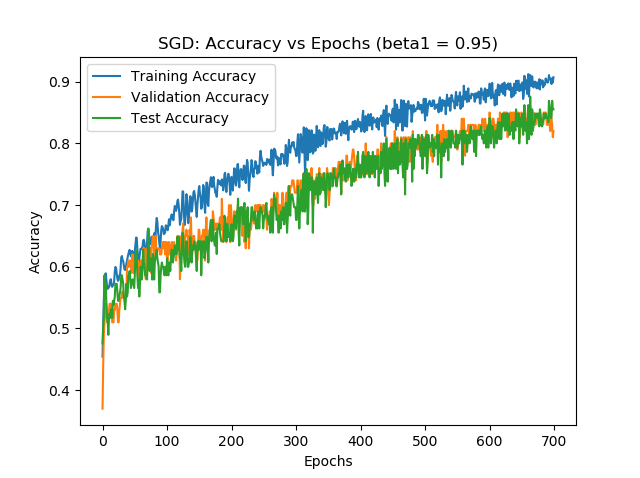 SGD: Accuracy vs Epochs (beta1 = 0.95)
Training Accuracy
Validation Accuracy
Test Accuracy
Accuracy
0.9
0.8
0.7
0.6
0.5
0.4
0 100 200 300 400 500 600 700
Epochs